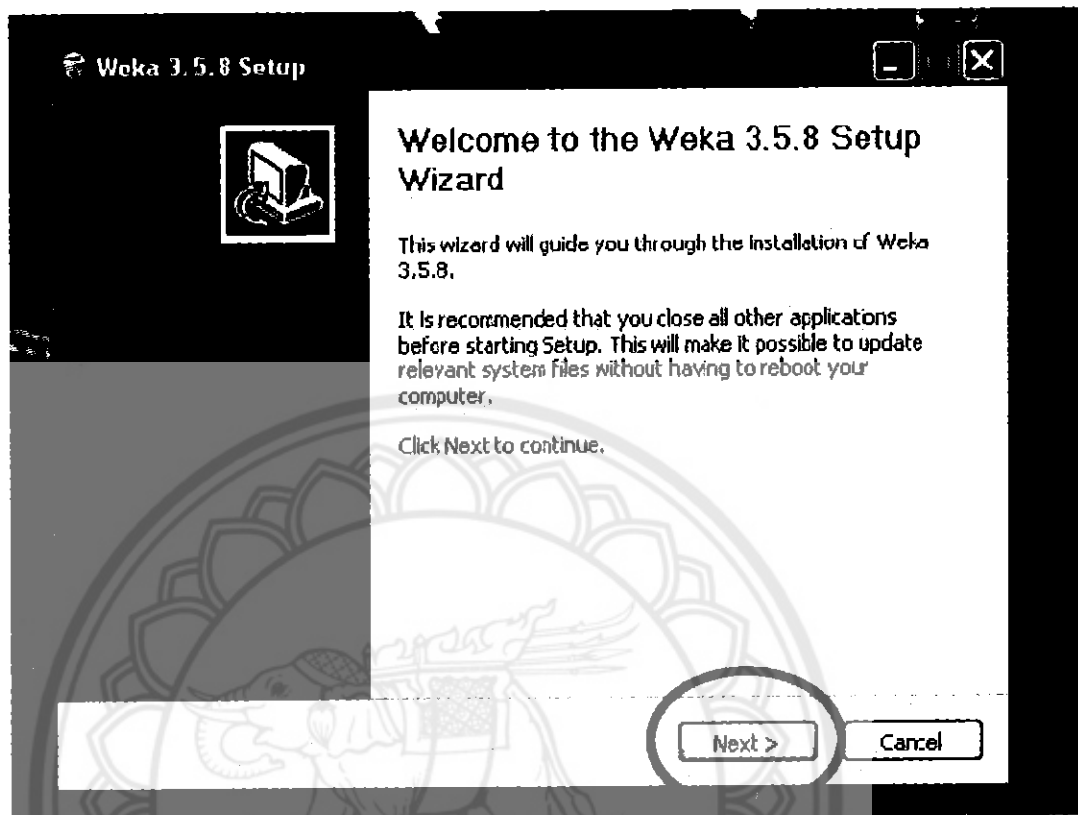 Weka 3.5.8 Setup
Welcome to the Weka 3.5.8 Setup
Wizard
This wizard will guide you through the installation of Weka
3.5.8.
It is recommended that you close all other applications
before starting Setup. This will make it possible to update
relevant system files without having to reboot your
computer.
Click Next to continue.
Next >
Cancel